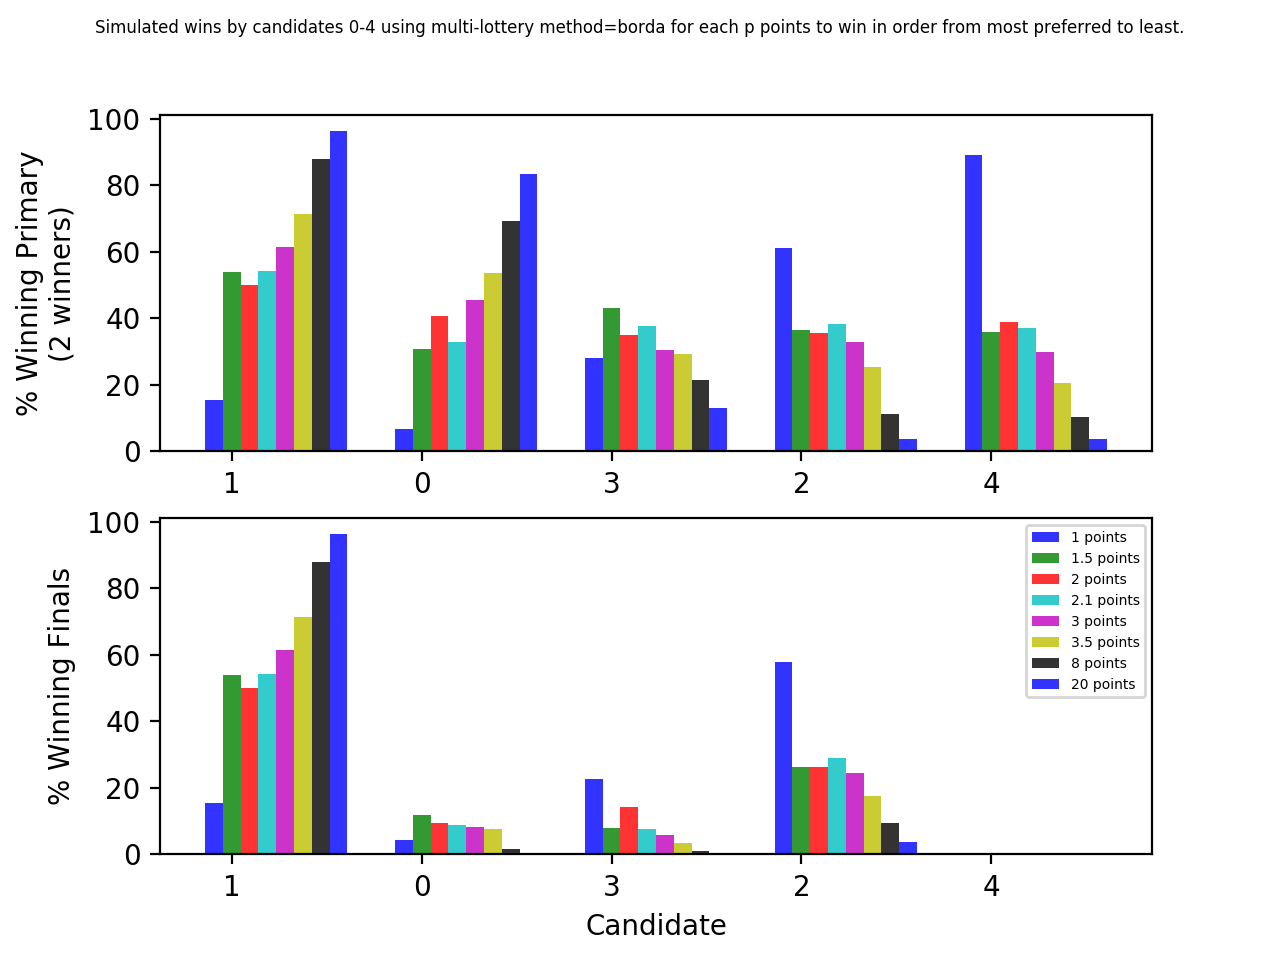 Simulated wins by candidates 0-4 using multi-lottery method=borda for each p points to win in order from most preferred to least.
% Winning Primary
(2 winners)
100
80
60
40
20
0
1 0 3 2 4
% Winning Finals
100
80
60
40
20
0
1 points
1.5 points
2 points
2.1 points
3 points
3.5 points
8 points
20 points
1 0 3 2 4
Candidate